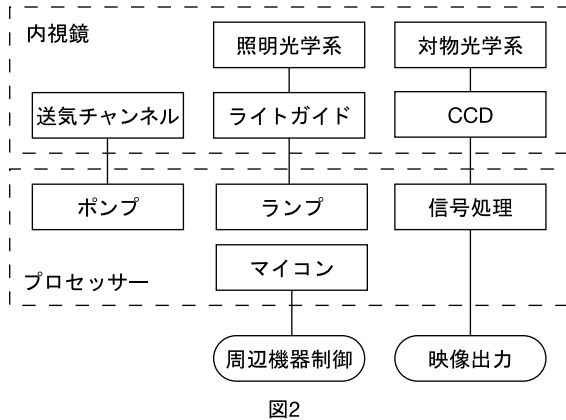 内視鏡
照明光学系
対物光学系
送気チャンネル
ライトガイド
CCD
ポンプ
ランプ
信号処理
マイコン
プロセッサー
周辺機器制御
映像出力
図2